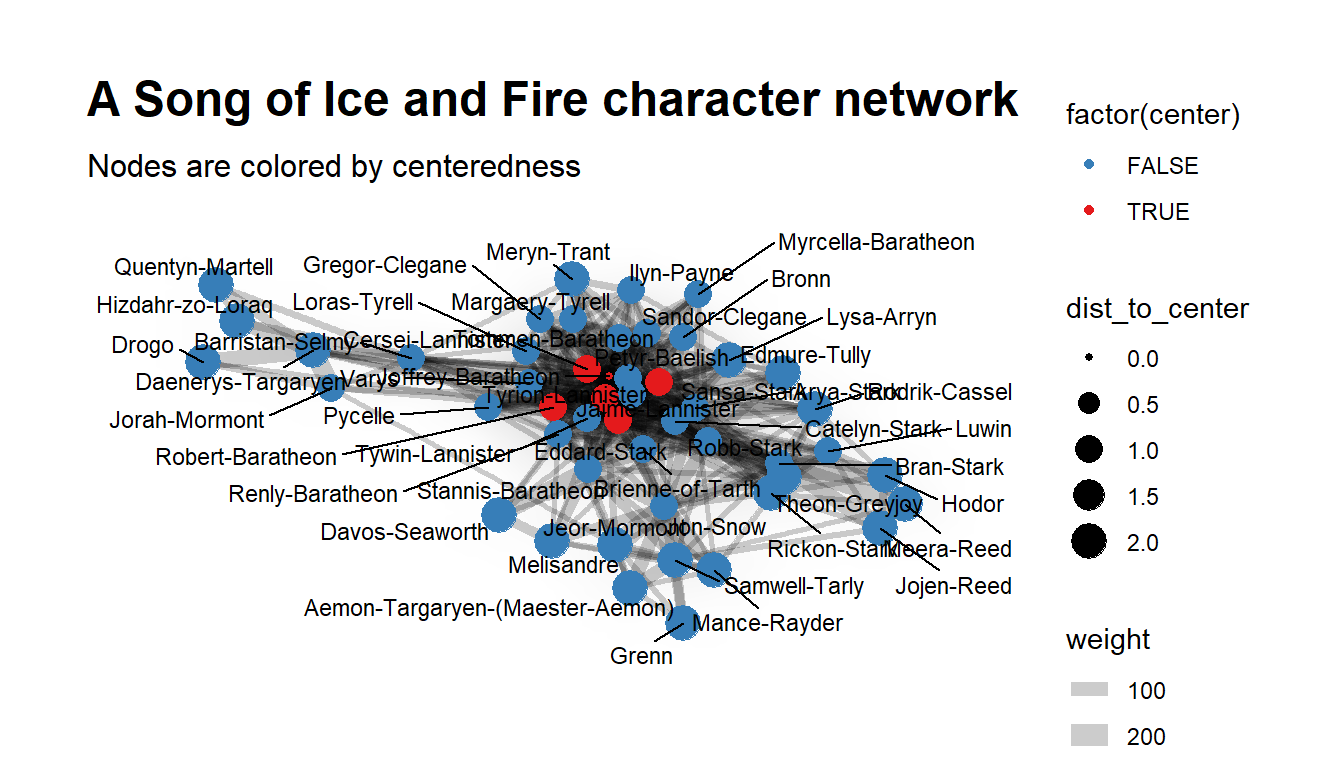 A Song of Ice and Fire character network
Nodes are colored by centeredness
Myrcella-Baratheon
Meryn-Trant
Gregor-Clegane
Quentyn-Martell
Ilyn-Payne
Bronn
Hizdahr-zo-Loraq
Loras-Tyrell
Margaery-Tyrell
Sandor-Clegane
Lysa-Arryn
Drogo
Barristan-Selmy
Cersei-Lannister
Tommen-Baratheon
Petyr-Baelish
Edmure-Tully
Daenerys-Targaryen
Varys
Joffrey-Baratheon
Tyrion-Lannister
Sansa-Stark
Arya-Stark
Rodrik-Cassel
Jorah-Mormont
Pycelle
Jaime-Lannister
Catelyn-Stark
Luwin
Robert-Baratheon
Tywin-Lannister
Eddard-Stark
Robb-Stark
Bran-Stark
Renly-Baratheon
Stannis-Baratheon
Brienne-of-Tarth
Theon-Greyjoy
Hodor
Davos-Seaworth
Jeor-Mormont
Jon-Snow
Rickon-Stark
Meera-Reed
Melisandre
Samwell-Tarly
Jojen-Reed
Aemon-Targaryen-(Maester-Aemon)
Mance-Rayder
Grenn
factor(center)
FALSE
TRUE
dist_to_center
0.0
0.5
1.0
1.5
2.0
weight
100
200